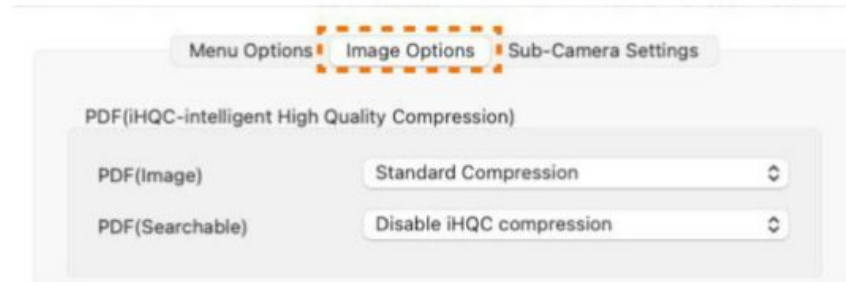 Menu Options Image Options Sub-Camera Settings
PDF(iHQC-intelligent High Quality Compression)
PDF(Image) Standard Compression
PDF(Searchable) Disable iHQC compression